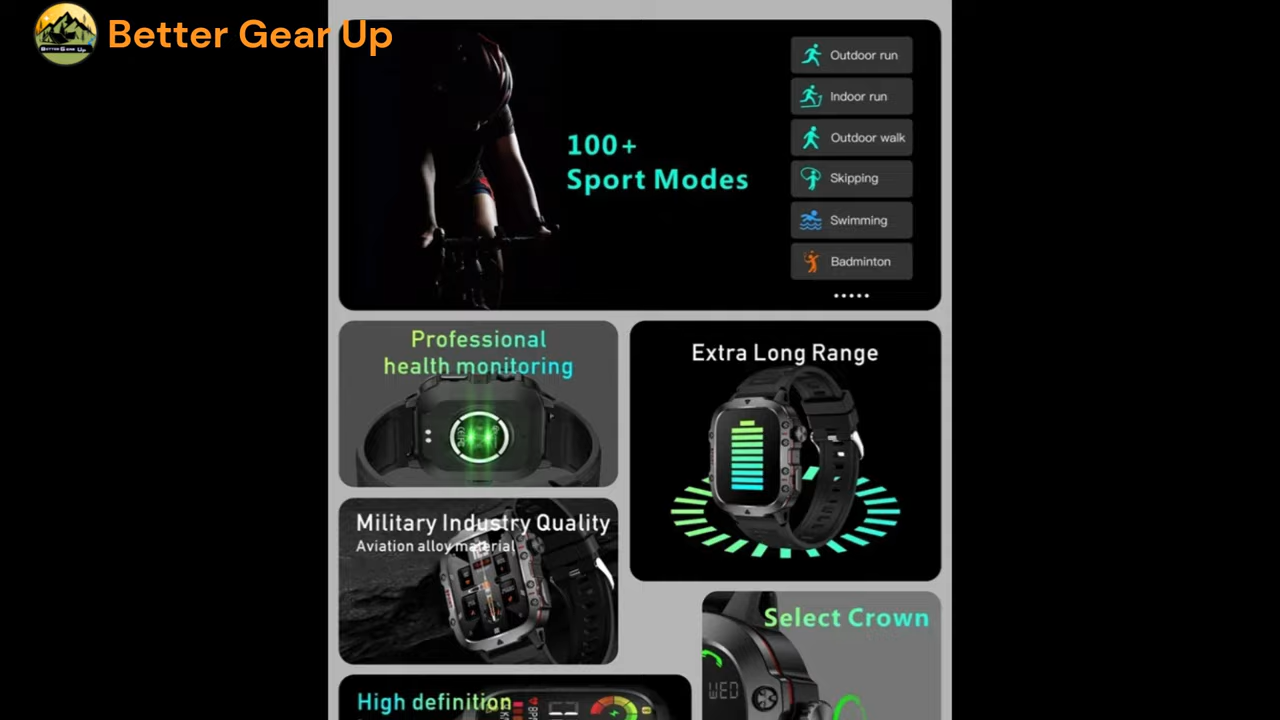 Better Gear Up
100+
Sport Modes
Outdoor run
Indoor run
Outdoor walk
Skipping
Swimming
Badminton
Professional
health monitoring
Extra Long Range
Military Industry Quality
Aviation alloy material
Select Crown
WED
High definition